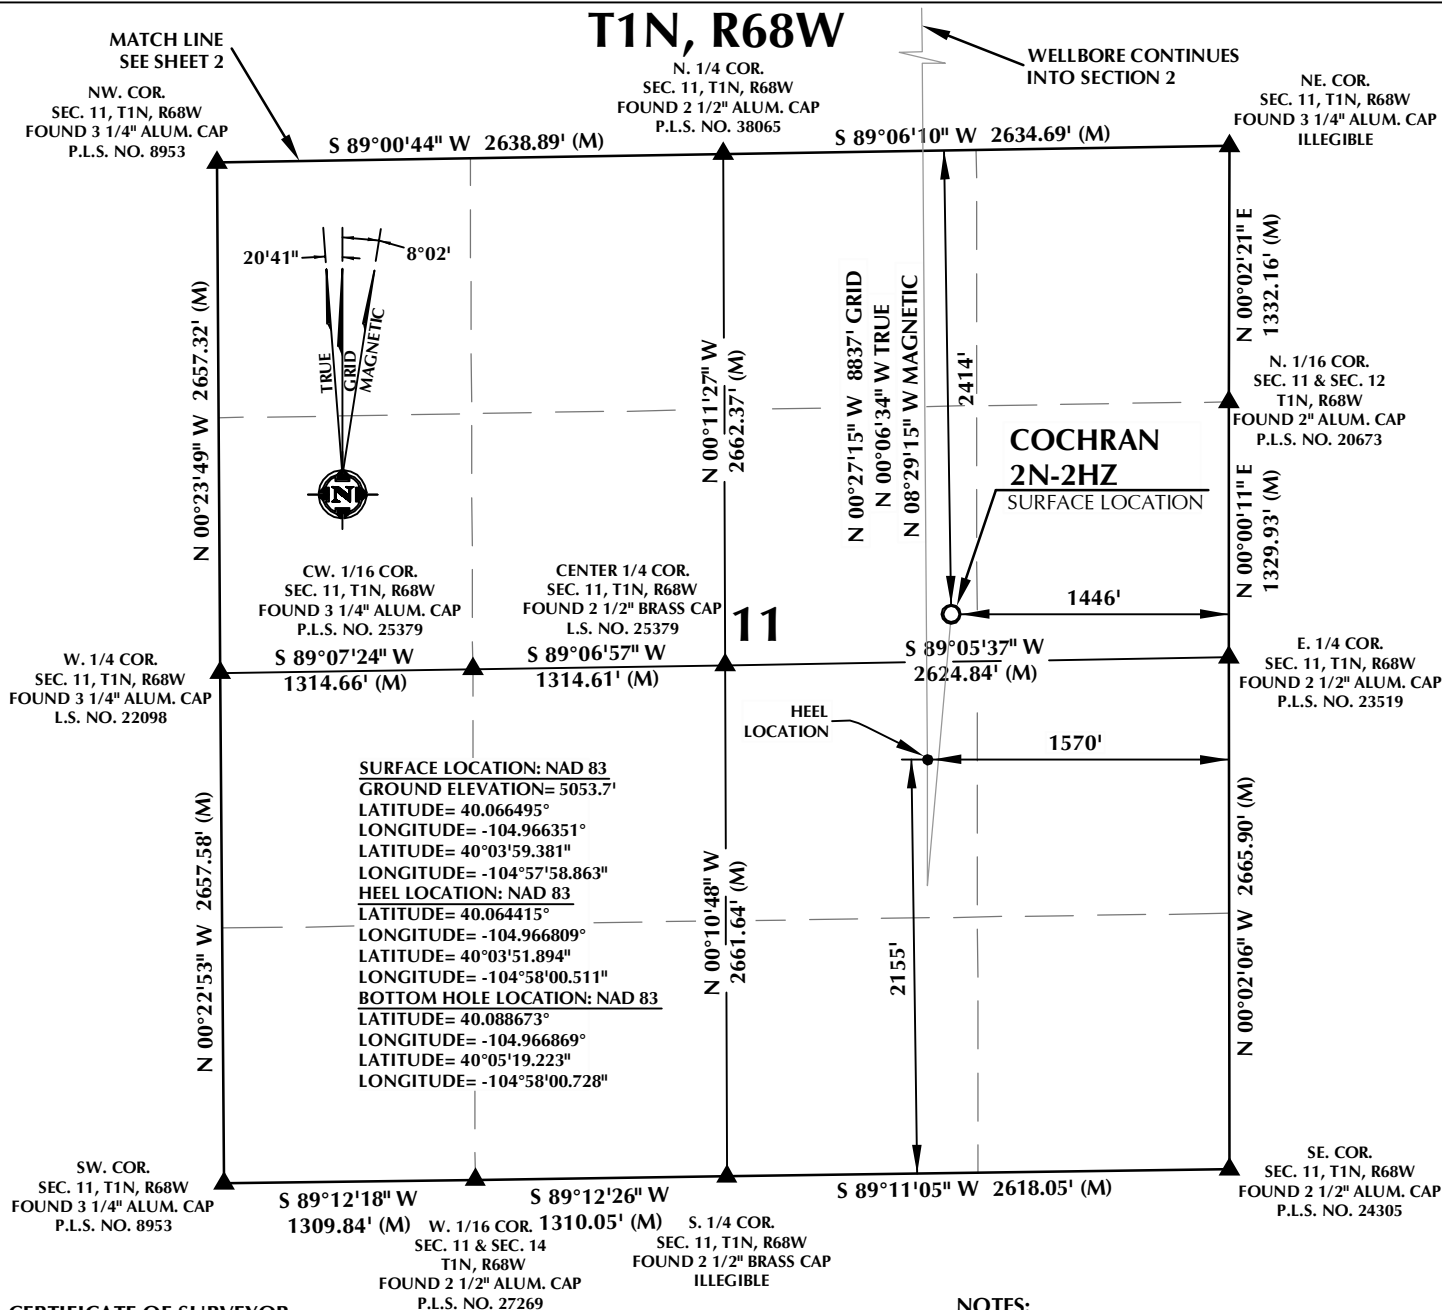 T1N, R68W
MATCH LINE
SEE SHEET 2
NW. COR.
SEC. 11, T1N, R68W
FOUND 3 1/4" ALUM. CAP
P.L.S. NO. 8953
N. 1/4 COR.
SEC. 11, T1N, R68W
FOUND 2 1/2" ALUM. CAP
P.L.S. NO. 38065
WELLBORE CONTINUES
INTO SECTION 2
NE. COR.
SEC. 11, T1N, R68W
FOUND 3 1/4" ALUM. CAP
ILLEGIBLE
S 89°00'44" W 2638.89' (M)
S 89°06'10" W 2634.69' (M)
20'41"
8°02'
TRUE
GRID
MAGNETIC
N
N 00°23'49" W 2657.32' (M)
N 00°11'27" W
2662.37' (M)
N 00°27'15" W 8837' GRID
N 00°06'34" W TRUE
N 08°29'15" W MAGNETIC
2414'
N 00°02'21" E
1332.16' (M)
N. 1/16 COR.
SEC. 11 & SEC. 12
T1N, R68W
FOUND 2" ALUM. CAP
P.L.S. NO. 20673
COCHRAN
2N-2HZ
SURFACE LOCATION
N 00°00'11" E
1329.93' (M)
1446'
CW. 1/16 COR.
SEC. 11, T1N, R68W
FOUND 3 1/4" ALUM. CAP
P.L.S. NO. 25379
CENTER 1/4 COR.
SEC. 11, T1N, R68W
FOUND 2 1/2" BRASS CAP
L.S. NO. 25379
11
W. 1/4 COR.
SEC. 11, T1N, R68W
FOUND 3 1/4" ALUM. CAP
L.S. NO. 22098
S 89°07'24" W
1314.66' (M)
S 89°06'57" W
1314.61' (M)
S 89°05'37" W
2624.84' (M)
E. 1/4 COR.
SEC. 11, T1N, R68W
FOUND 2 1/2" ALUM. CAP
P.L.S. NO. 23519
HEEL
LOCATION
1570'
SURFACE LOCATION: NAD 83
GROUND ELEVATION= 5053.7'
LATITUDE= 40.066495°
LONGITUDE= -104.966351°
LATITUDE= 40°03'59.381"
LONGITUDE= -104°57'58.863"
HEEL LOCATION: NAD 83
LATITUDE= 40.064415°
LONGITUDE= -104.966809°
LATITUDE= 40°03'51.894"
LONGITUDE= -104°58'00.511"
BOTTOM HOLE LOCATION: NAD 83
LATITUDE= 40.088673°
LONGITUDE= -104.966869°
LATITUDE= 40°05'19.223"
LONGITUDE= -104°58'00.728"
N 00°22'53" W 2657.58' (M)
N 00°10'48" W
2661.64' (M)
2155'
N 00°02'06" W 2665.90' (M)
SW. COR.
SEC. 11, T1N, R68W
FOUND 3 1/4" ALUM. CAP
P.L.S. NO. 8953
S 89°12'18" W
1309.84' (M)
S 89°12'26" W
1310.05' (M)
S 89°11'05" W 2618.05' (M)
SE. COR.
SEC. 11, T1N, R68W
FOUND 2 1/2" ALUM. CAP
P.L.S. NO. 24305
W. 1/16 COR.
SEC. 11 & SEC. 14
T1N, R68W
FOUND 2 1/2" ALUM. CAP
P.L.S. NO. 27269
S. 1/4 COR.
SEC. 11, T1N, R68W
FOUND 2 1/2" BRASS CAP
ILLEGIBLE
CERTIFICATE OF SURVEYOR
NOTES: